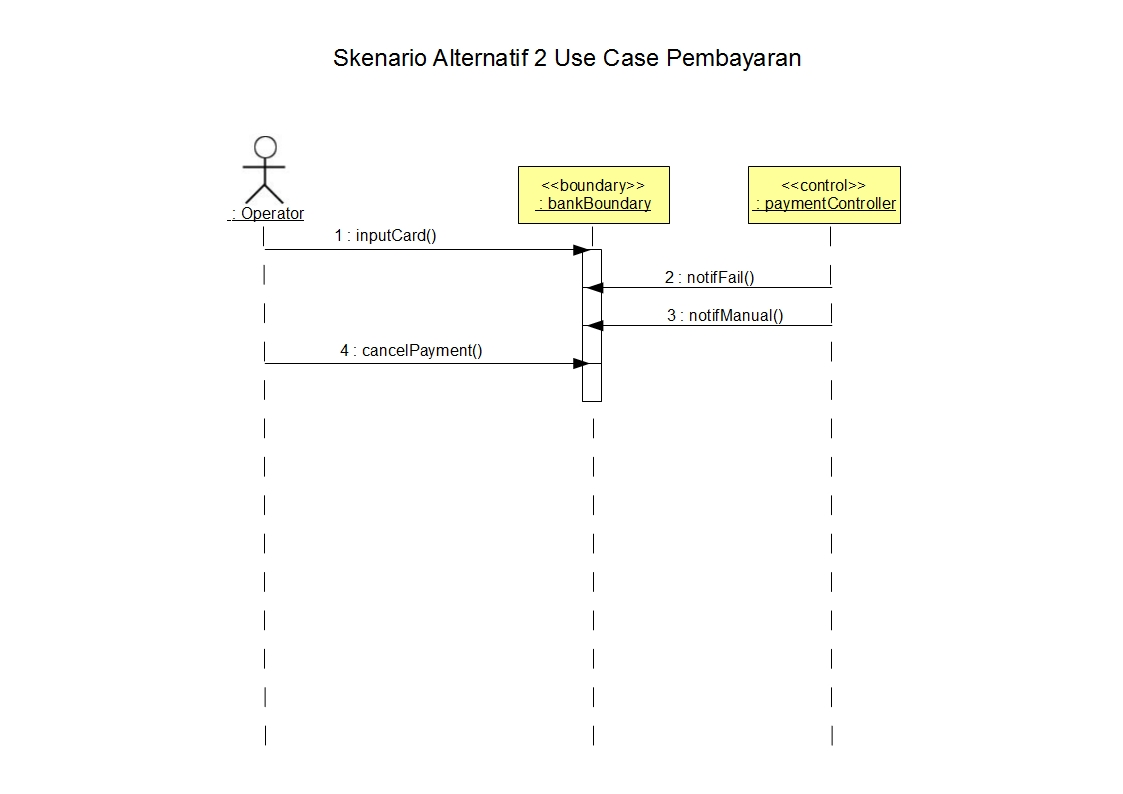 Skenario Alternatif 2 Use Case Pembayaran
: Operator
<<boundary>>
: bankBoundary
<<control>>
: paymentController
1 : inputCard()
2 : notifFail()
3 : notifManual()
4 : cancelPayment()